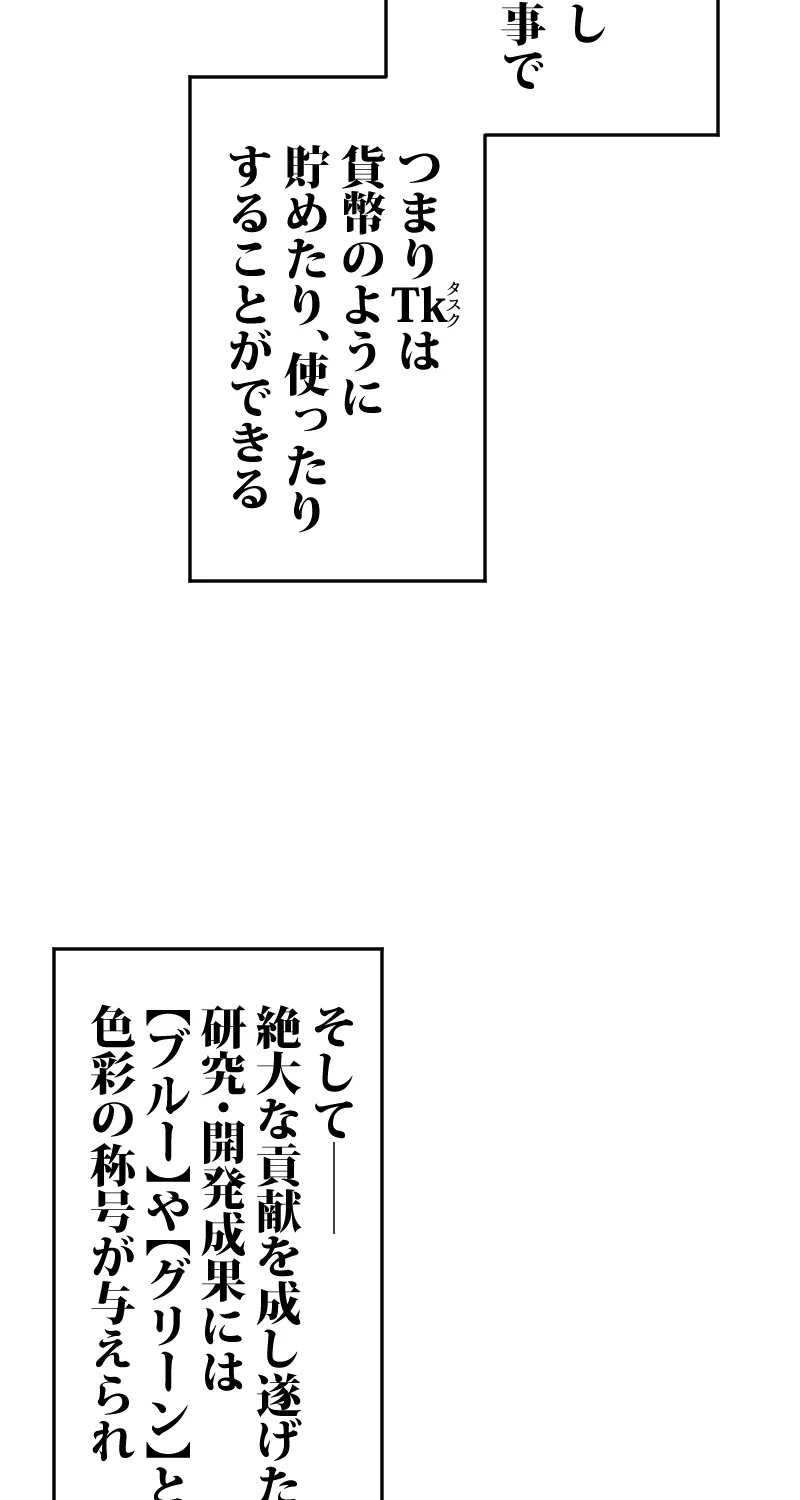 し
事で
つまりTkは
タスク
貨幣のように
貯めたり、使ったり
することができる
そして――
絶大な貢献を成し遂げた
研究・開発成果には
【ブルー】や【グリーン】と
色彩の称号が与えられ